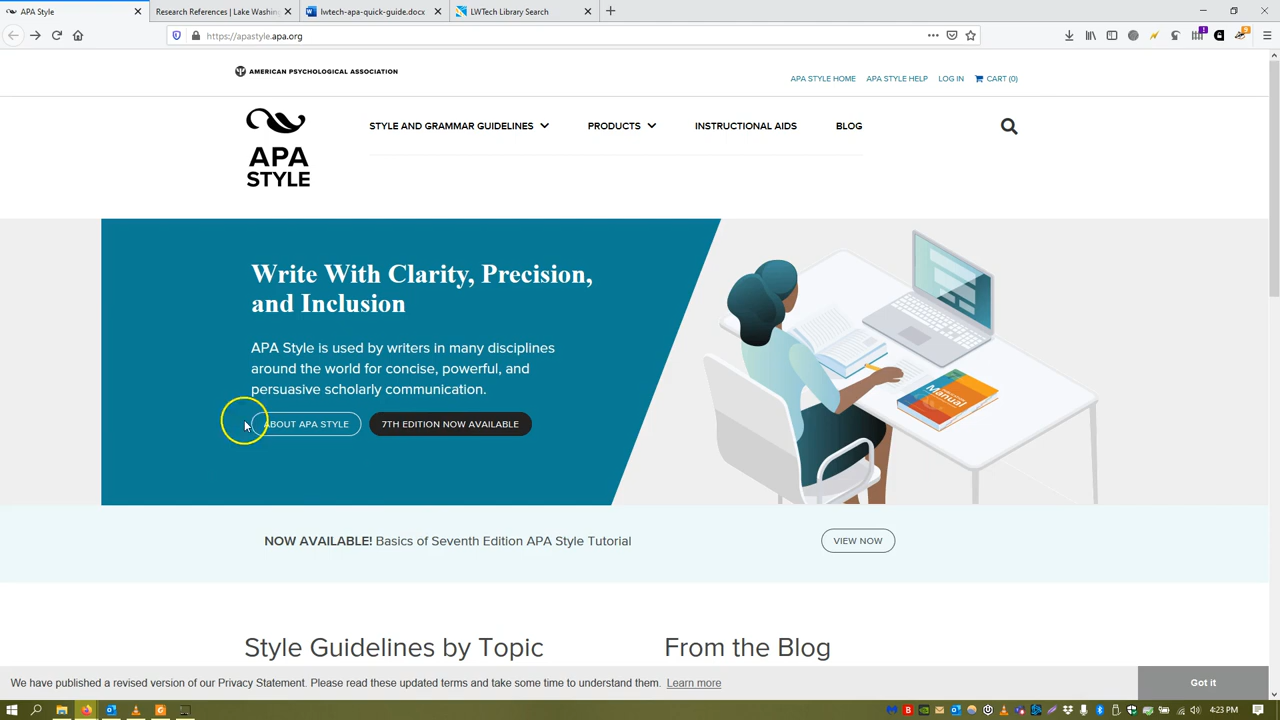 APA Style
Research References | Lake Washing
lwtech-apa-quick-guide.docx
LWTech Library Search
https://apastyle.apa.org
AMERICAN PSYCHOLOGICAL ASSOCIATION
APA STYLE HOME
APA STYLE HELP
LOG IN
CART (0)
APA
STYLE
STYLE AND GRAMMAR GUIDELINES
PRODUCTS
INSTRUCTIONAL AIDS
BLOG
Write With Clarity, Precision,
and Inclusion
APA Style is used by writers in many disciplines
around the world for concise, powerful, and
persuasive scholarly communication.
ABOUT APA STYLE
7TH EDITION NOW AVAILABLE
Manual
NOW AVAILABLE! Basics of Seventh Edition APA Style Tutorial
VIEW NOW
Style Guidelines by Topic
From the Blog
We have published a revised version of our Privacy Statement. Please read these updated terms and take some time to understand them. Learn more
Got it
4:23 PM